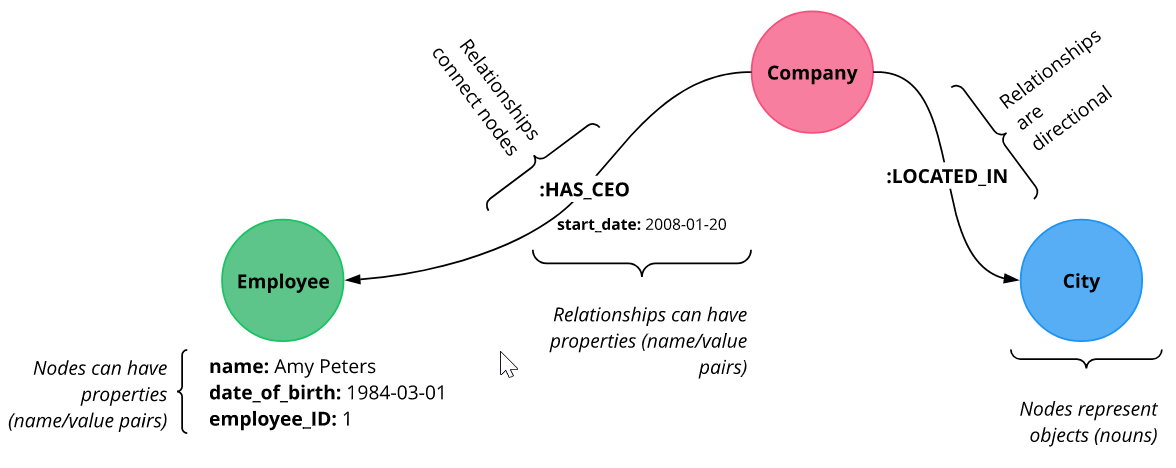 Relationships
connect nodes
Company
Relationships
are
directional
:HAS_CEO
start_date: 2008-01-20
:LOCATED_IN
Employee
City
Relationships can have
properties (name/value
pairs)
Nodes can have
properties
(name/value pairs)
name: Amy Peters
date_of_birth: 1984-03-01
employee_ID: 1
Nodes represent
objects (nouns)